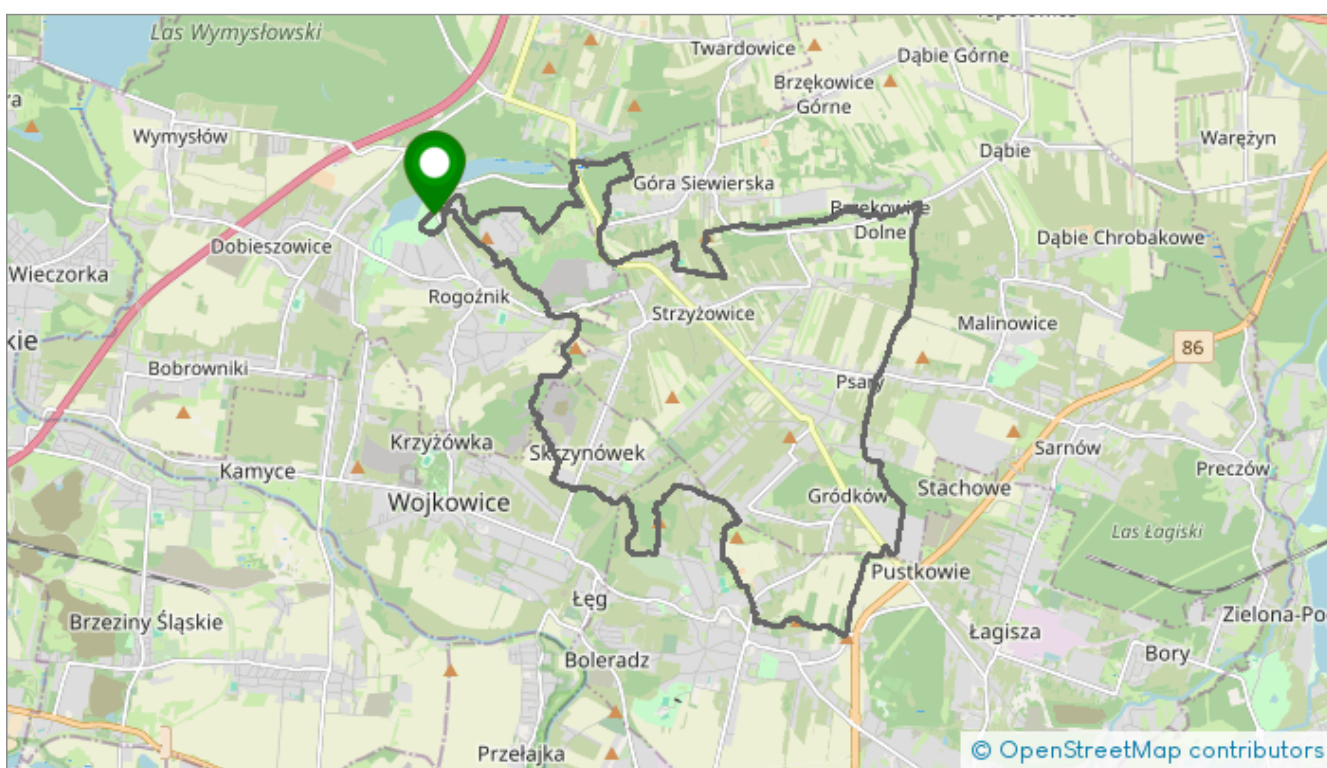 Las Wymysłowski
Twardowice
Dąbie Górne
Brzękowice
Górne
Wymysłów
Warężyn
Dąbie
Góra Siewierska
Brzękowice
Dolne
Dobieszowice
Dąbie Chrobakowe
Wieczorka
Rogoźnik
Strzyżowice
Malinowice
kie
86
Bobrowniki
Psary
Krzyżówka
Skrzynówek
Sarnów
Kamyce
Preczów
Wojkowice
Gródków
Stachowe
Las Łagiski
Pustkowie
Łęg
Brzeziny Śląskie
Zielona-Po
Łagisza
Boleradz
Bory
Przełajka
© OpenStreetMap contributors